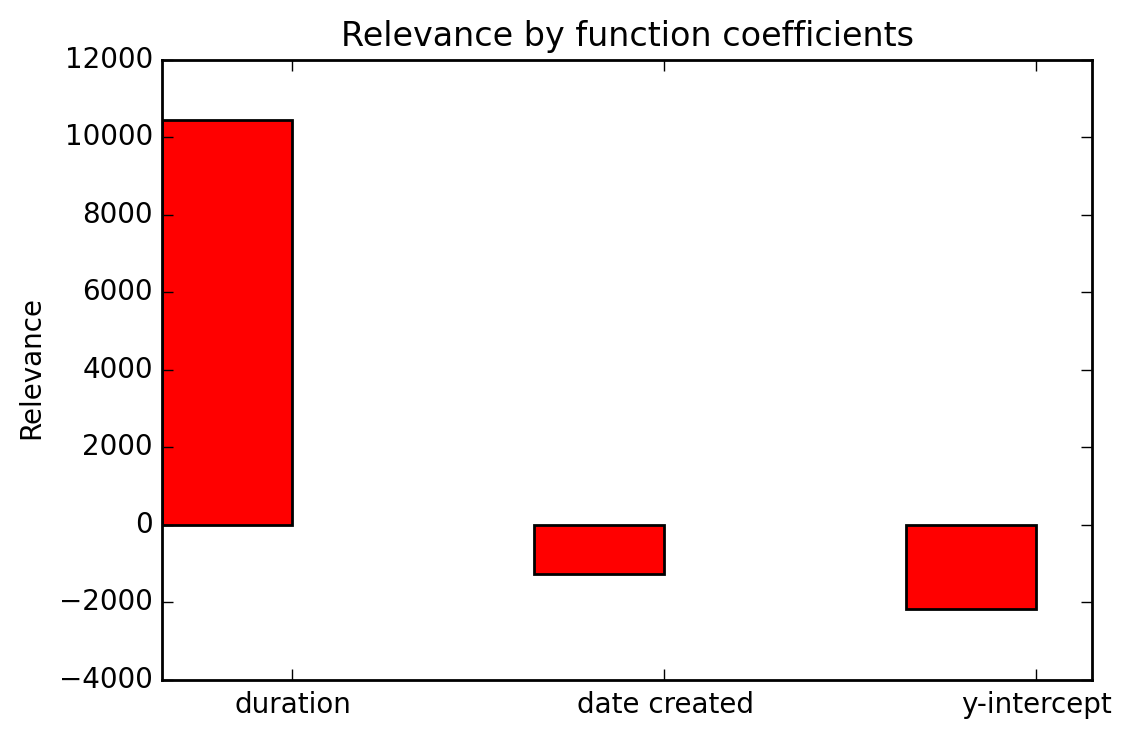 Relevance by function coefficients
12000
10000
8000
6000
4000
2000
0
−2000
−4000
Relevance
duration
date created
y-intercept